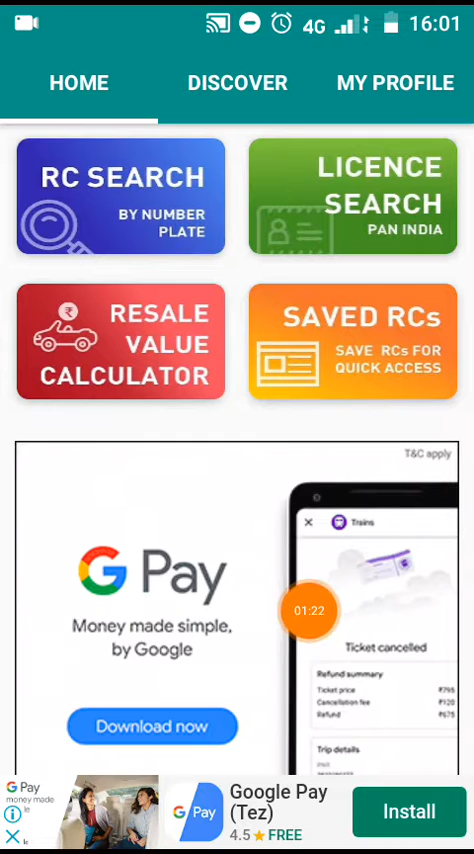 4G 16:01
HOME DISCOVER MY PROFILE
RC SEARCH
BY NUMBER
PLATE
LICENCE
SEARCH
PAN INDIA
RESALE
VALUE
CALCULATOR
SAVED RCs
SAVE RCs FOR
QUICK ACCESS
T&C apply
G Pay
Money made simple,
by Google
Download now
Trains
01:22
Ticket cancelled
Refund summary
Ticket price ₹795
Cancellation fee ₹120
Refund ₹675
Trip details
G Pay
money made
G Pay
Google Pay
(Tez)
4.5 FREE
Install